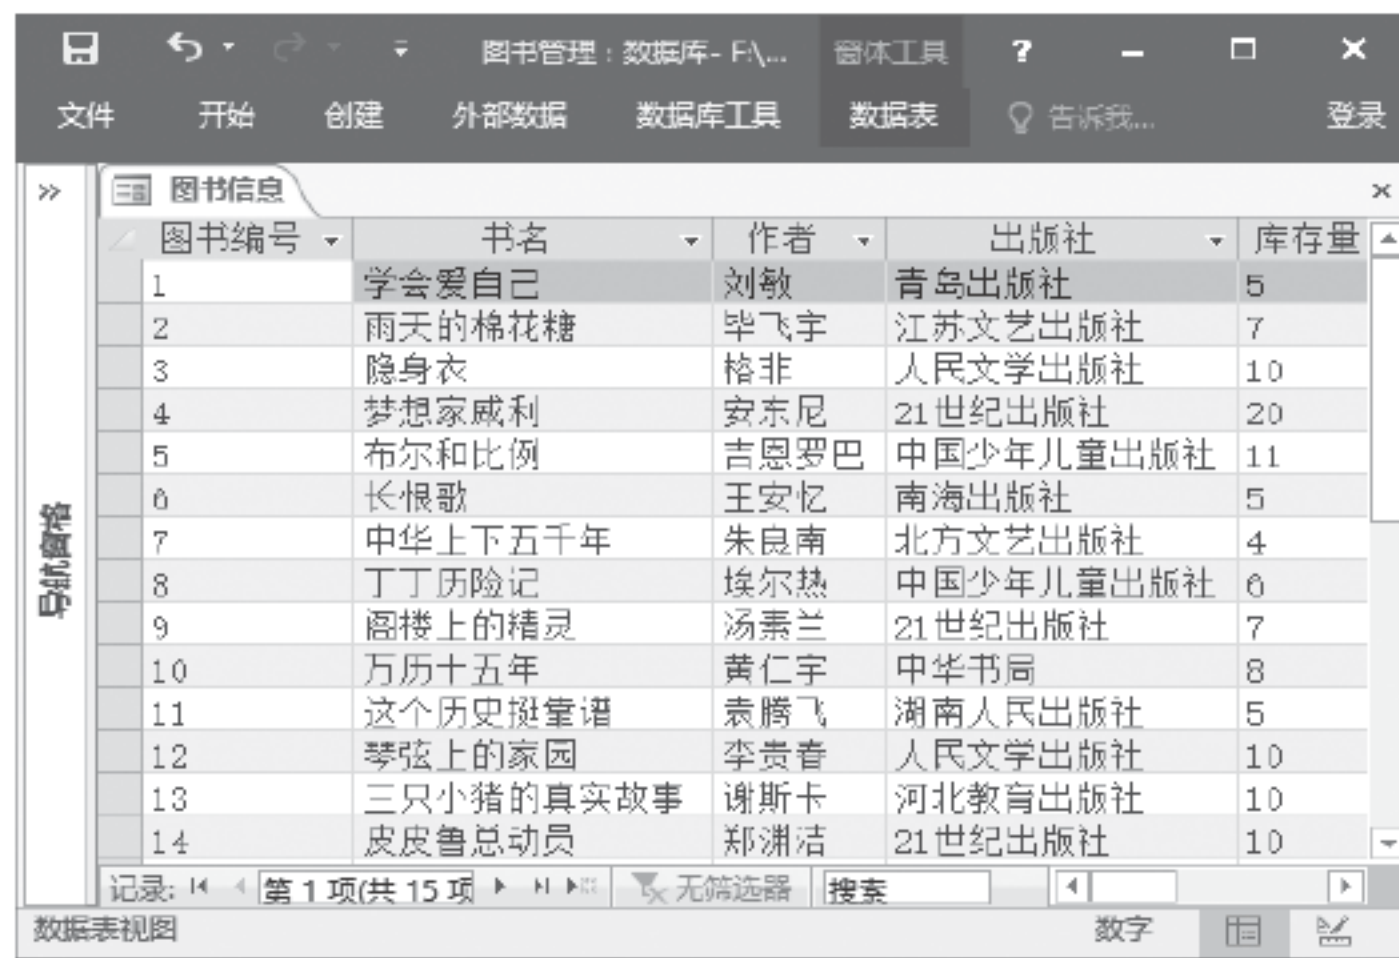 图书管理：数据库- F:\... 窗体工具 ?
文件 开始 创建 外部数据 数据库工具 数据表 告诉我... 登录
图书信息
图书编号 书名 作者 出版社 库存量
1 学会爱自己 刘敏 青岛出版社 5
2 雨天的棉花糖 毕飞宇 江苏文艺出版社 7
3 隐身衣 格非 人民文学出版社 10
4 梦想家威利 安东尼 21世纪出版社 20
5 布尔和比例 吉恩罗巴 中国少年儿童出版社 11
6 长恨歌 王安忆 南海出版社 5
7 中华上下五千年 朱良南 北方文艺出版社 4
8 丁丁历险记 埃尔热 中国少年儿童出版社 6
9 阁楼上的精灵 汤素兰 21世纪出版社 7
10 万历十五年 黄仁宇 中华书局 8
11 这个历史挺靠谱 袁腾飞 湖南人民出版社 5
12 琴弦上的家园 李贵春 人民文学出版社 10
13 三只小猪的真实故事 谢斯卡 河北教育出版社 10
14 皮皮鲁总动员 郑渊洁 21世纪出版社 10
导航窗格
记录: 第 1 项(共 15 项 无筛选器 搜索
数据表视图 数字